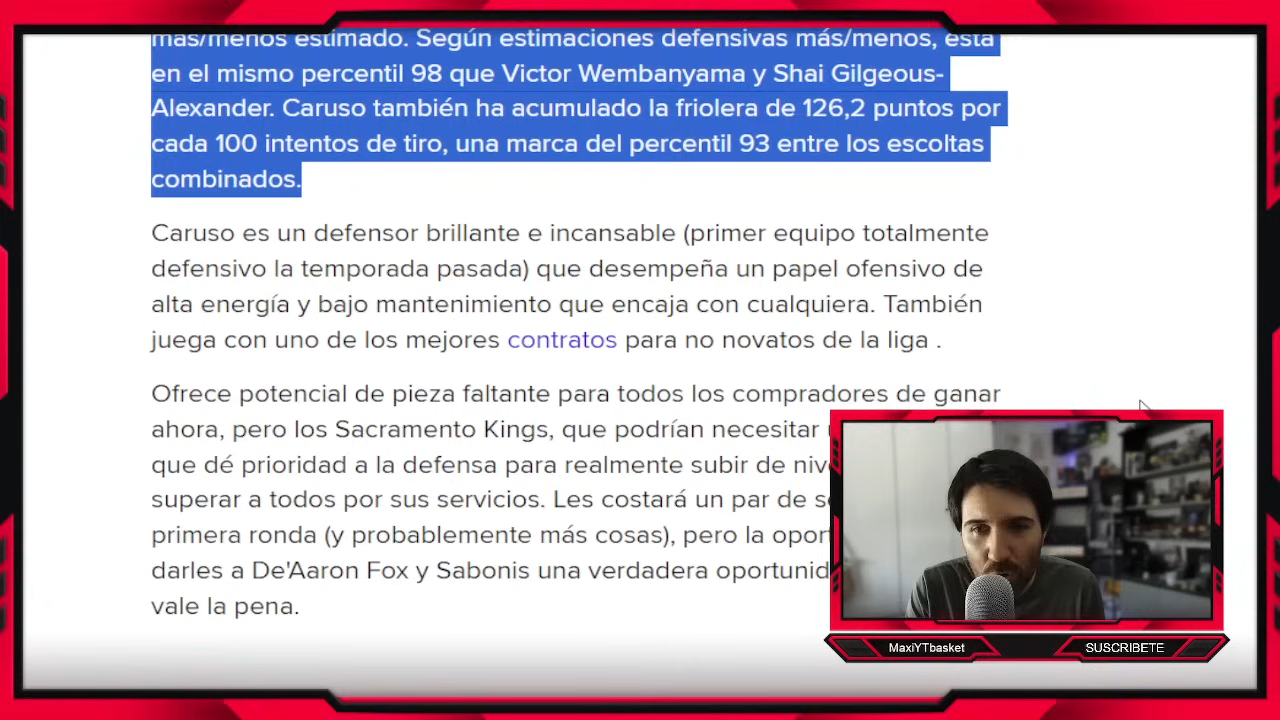 más/menos estimado. Según estimaciones defensivas más/menos, está
en el mismo percentil 98 que Victor Wembanyama y Shai Gilgeous-
Alexander. Caruso también ha acumulado la friolera de 126,2 puntos por
cada 100 intentos de tiro, una marca del percentil 93 entre los escoltas
combinados.
Caruso es un defensor brillante e incansable (primer equipo totalmente
defensivo la temporada pasada) que desempeña un papel ofensivo de
alta energía y bajo mantenimiento que encaja con cualquiera. También
juega con uno de los mejores contratos para no novatos de la liga .
Ofrece potencial de pieza faltante para todos los compradores de ganar
ahora, pero los Sacramento Kings, que podrían necesitar
que dé prioridad a la defensa para realmente subir de
superar a todos por sus servicios. Les costará un par de
primera ronda (y probablemente más cosas), pero la
darles a De'Aaron Fox y Sabonis una verdadera
vale la pena.
MaxiYTbasket
SUSCRIBETE